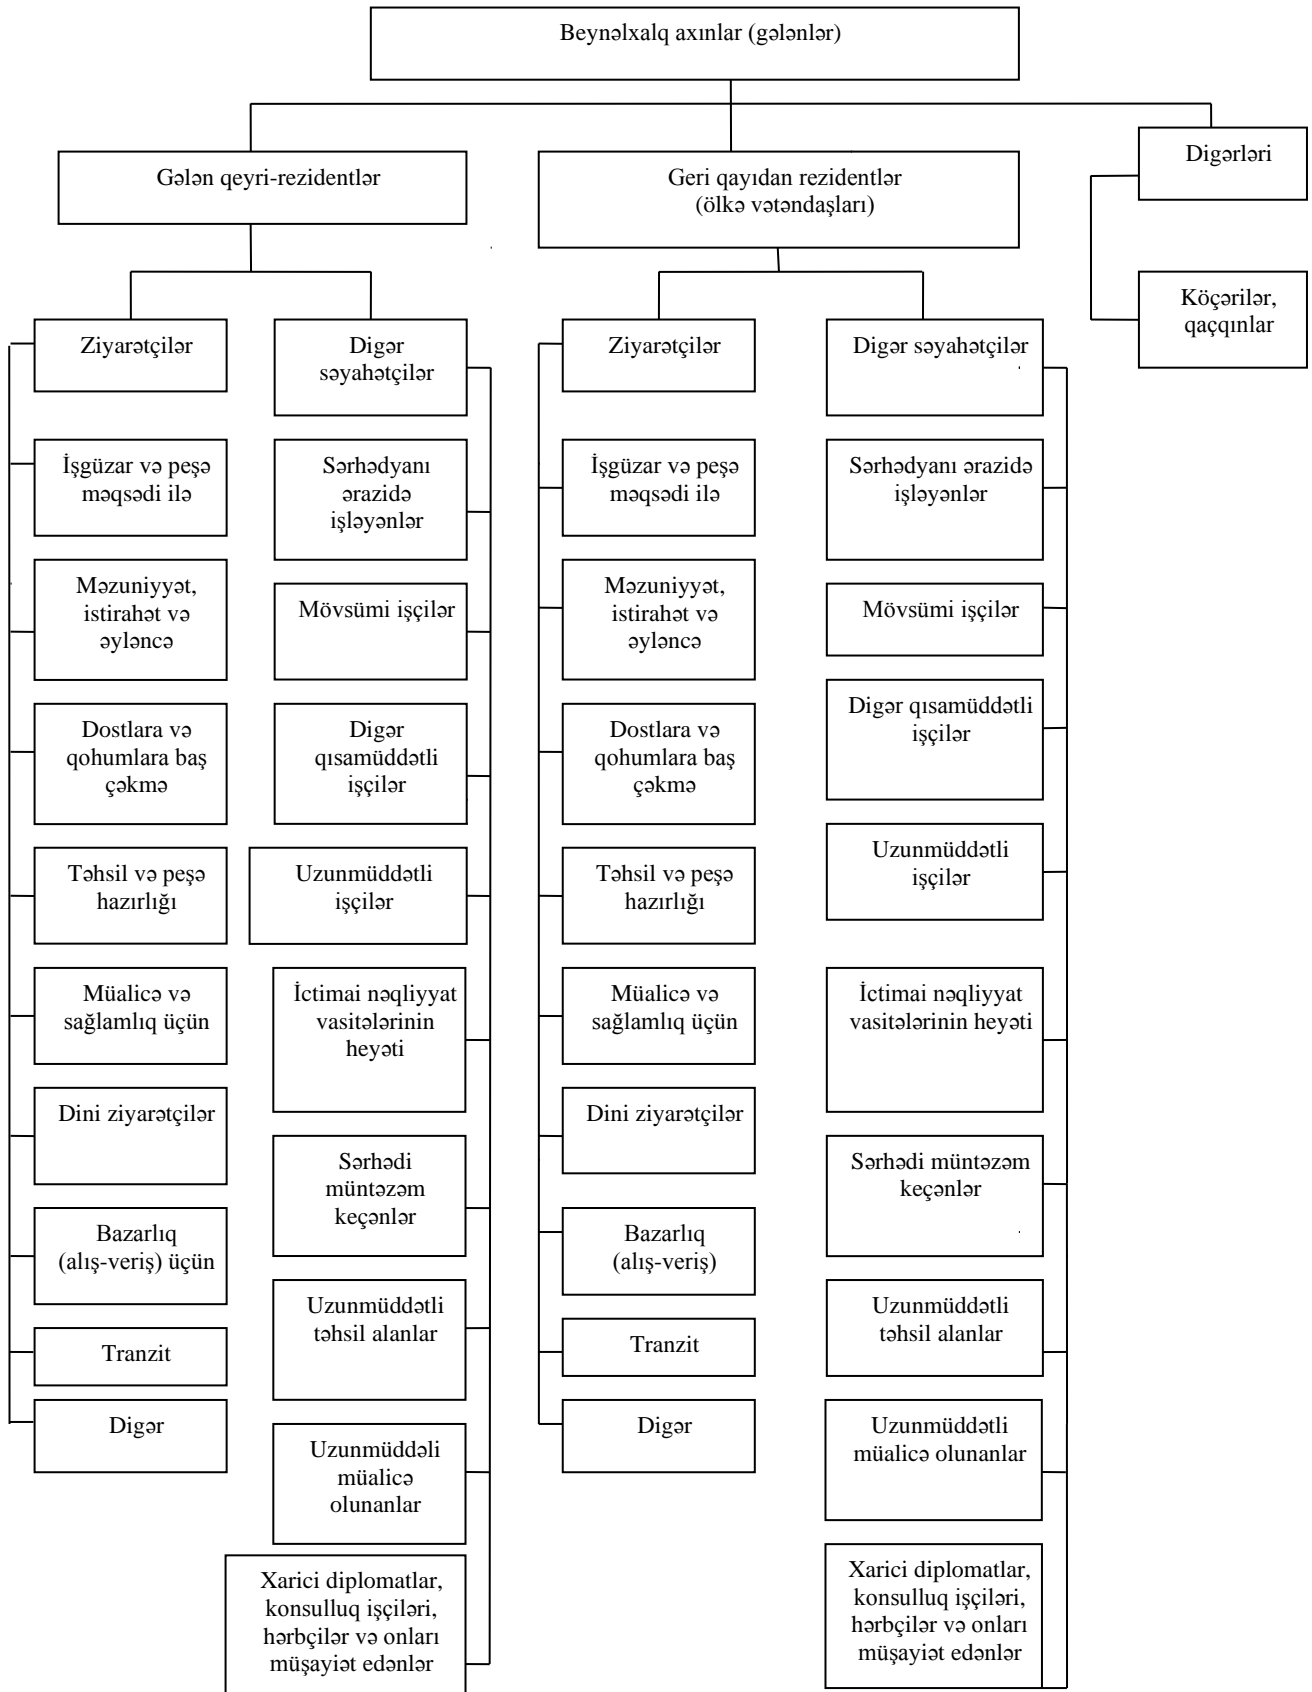 Beynəlxalq axınlar (gələnlər)
Gələn qeyri-rezidentlər
Geri qayıdan rezidentlər
(ölkə vətəndaşları)
Digərləri
Köçərilər,
qaçqınlar
Ziyarətçilər
İşgüzar və peşə
məqsədi ilə
Məzuniyyət,
istirahət və
əyləncə
Dostlara və
qohumlara baş
çəkmə
Təhsil və peşə
hazırlığı
Müalicə və
sağlamlıq üçün
Dini ziyarətçilər
Bazarlıq
(alış-veriş) üçün
Tranzit
Digər
Digər
səyahətçilər
Sərhədyanı
ərazidə
işləyənlər
Mövsümi işçilər
Digər
qısamüddətli
işçilər
Uzunmüddətli
işçilər
İctimai nəqliyyat
vasitələrinin
heyəti
Sərhədi
müntəzəm
keçənlər
Uzunmüddətli
təhsil alanlar
Uzunmüddəli
müalicə
olunanlar
Xarici diplomatlar,
konsulluq işçiləri,
hərbçilər və onları
müşayiət edənlər
Ziyarətçilər
İşgüzar və peşə
məqsədi ilə
Məzuniyyət,
istirahət və
əyləncə
Dostlara və
qohumlara baş
çəkmə
Təhsil və peşə
hazırlığı
Müalicə və
sağlamlıq üçün
Dini ziyarətçilər
Bazarlıq
(alış-veriş)
Tranzit
Digər
Digər səyahətçilər
Sərhədyanı ərazidə
işləyənlər
Mövsümi işçilər
Digər qısamüddətli
işçilər
Uzunmüddətli
işçilər
İctimai nəqliyyat
vasitələrinin heyəti
Sərhədi müntəzəm
keçənlər
Uzunmüddətli
təhsil alanlar
Uzunmüddətli
müalicə olunanlar
Xarici diplomatlar,
konsulluq işçiləri,
hərbçilər və onları
müşayiət edənlər